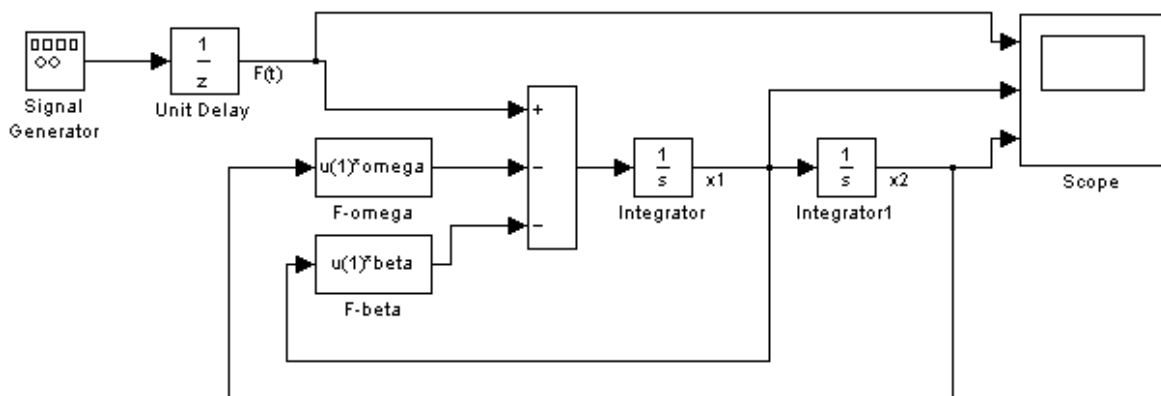 1
z
F(t)
Signal
Generator
Unit Delay
+
u(1)*omega
−
F-omega
1
s
x1
Integrator
1
s
x2
Integrator1
Scope
−
u(1)*beta
F-beta